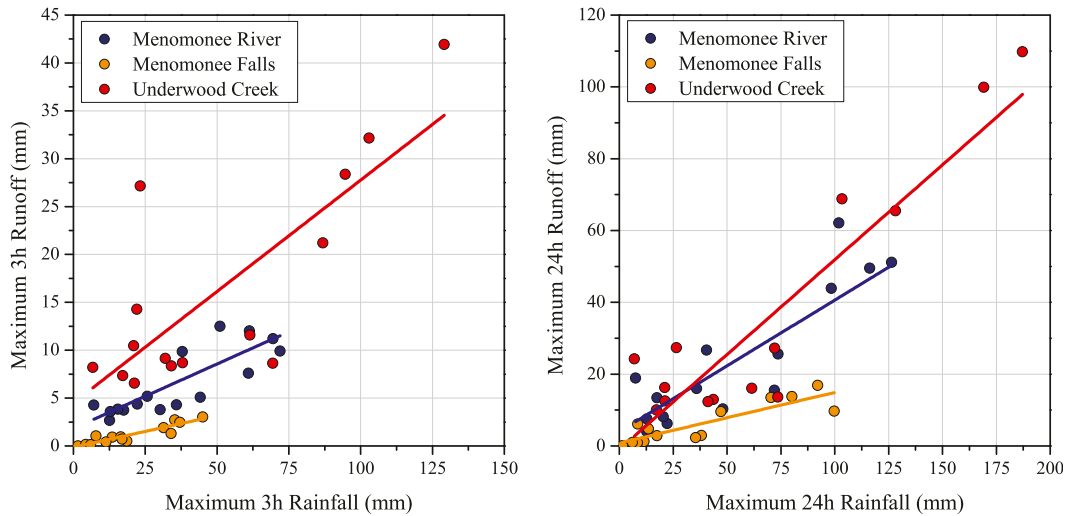 45
40
35
30
25
20
15
10
5
0
Maximum 3h Runoff (mm)
Menomonee River
Menomonee Falls
Underwood Creek
0 25 50 75 100 125 150
Maximum 3h Rainfall (mm)
120
100
80
60
40
20
0
Maximum 24h Runoff (mm)
Menomonee River
Menomonee Falls
Underwood Creek
0 25 50 75 100 125 150 175 200
Maximum 24h Rainfall (mm)